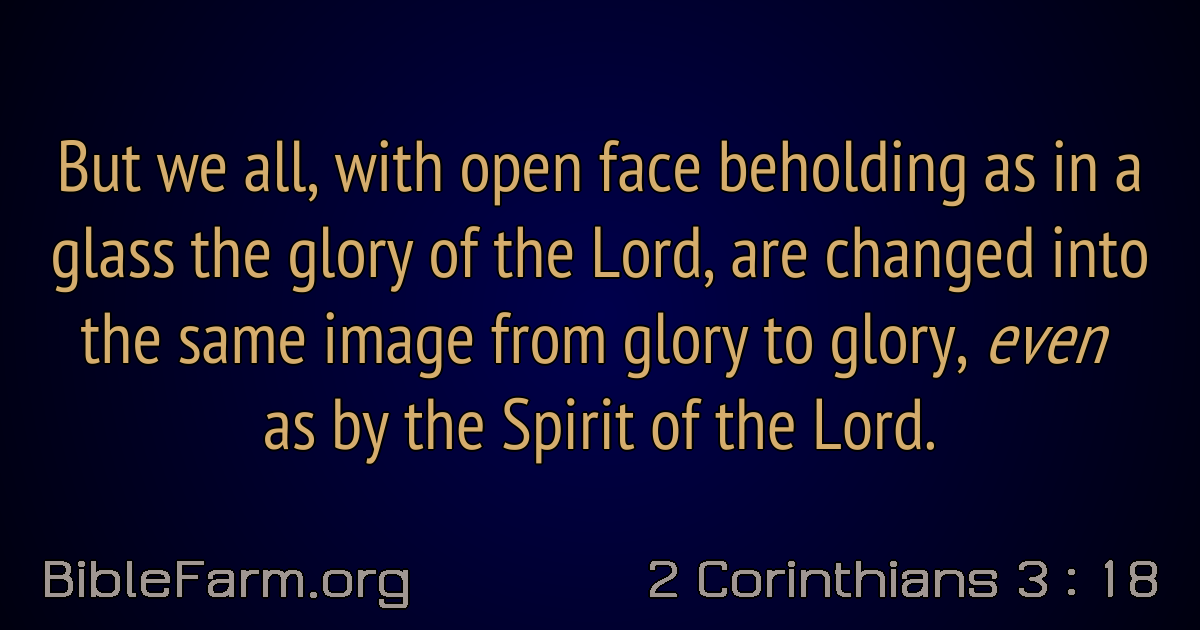 But we all, with open face beholding as in a
glass the glory of the Lord, are changed into
the same image from glory to glory, even
as by the Spirit of the Lord.
BibleFarm.org
2 Corinthians 3 : 18